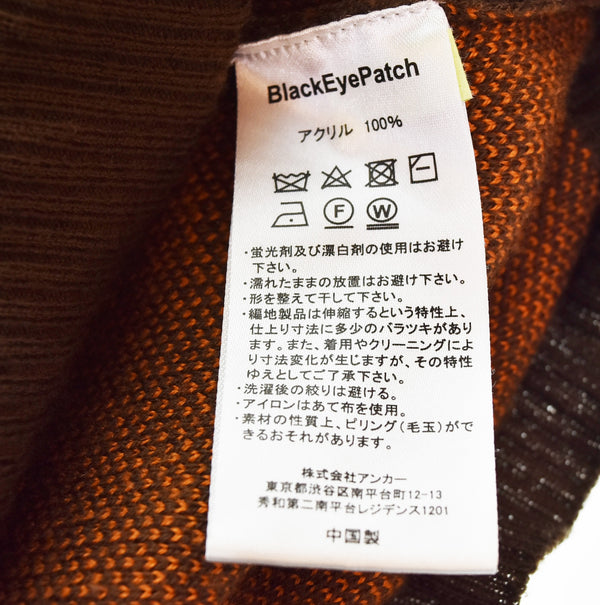 BlackEyePatch
アクリル 100%
F W
・蛍光剤及び漂白剤の使用はお避け
下さい。
・濡れたままの放置はお避け下さい。
・形を整えて干して下さい。
・編地製品は伸縮するという特性上、
仕上り寸法に多少のバラツキがあり
ます。また、着用やクリーニングによ
り寸法変化が生じますが、その特性
ゆえとしてご了承下さい。
・洗濯後の絞りは避ける。
・アイロンはあて布を使用。
・素材の性質上、ピリング(毛玉)がで
きるおそれがあります。
株式会社アンカー
東京都渋谷区南平台町12-13
秀和第二南平台レジデンス1201
中国製